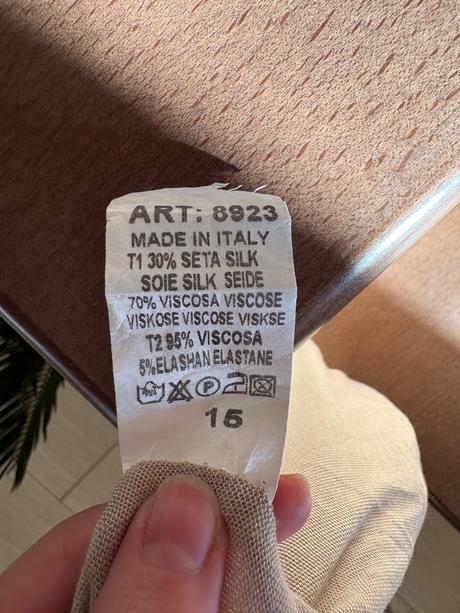 ART: 8923
MADE IN ITALY
T1 30% SETA SILK
SOIE SILK SEIDE
70% VISCOSA VISCOSE
VISKOSE VISCOSE VISKSE
T2 95% VISCOSA
5%ELASHAN ELASTANE
P
15